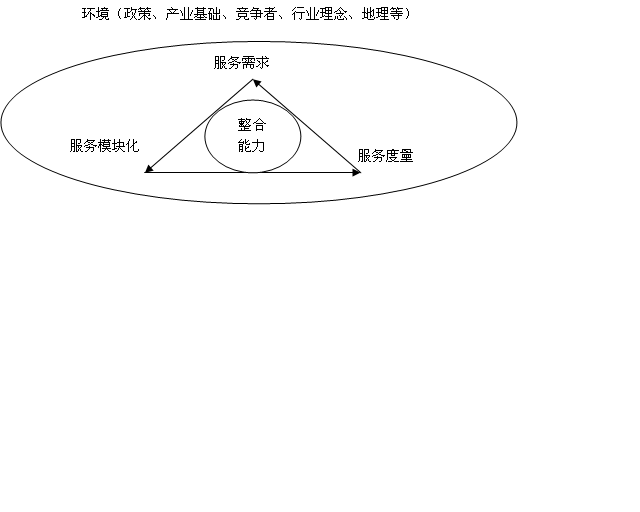 环境（政策、产业基础、竞争者、行业理念、地理等）
服务需求
整合
能力
服务模块化
服务度量